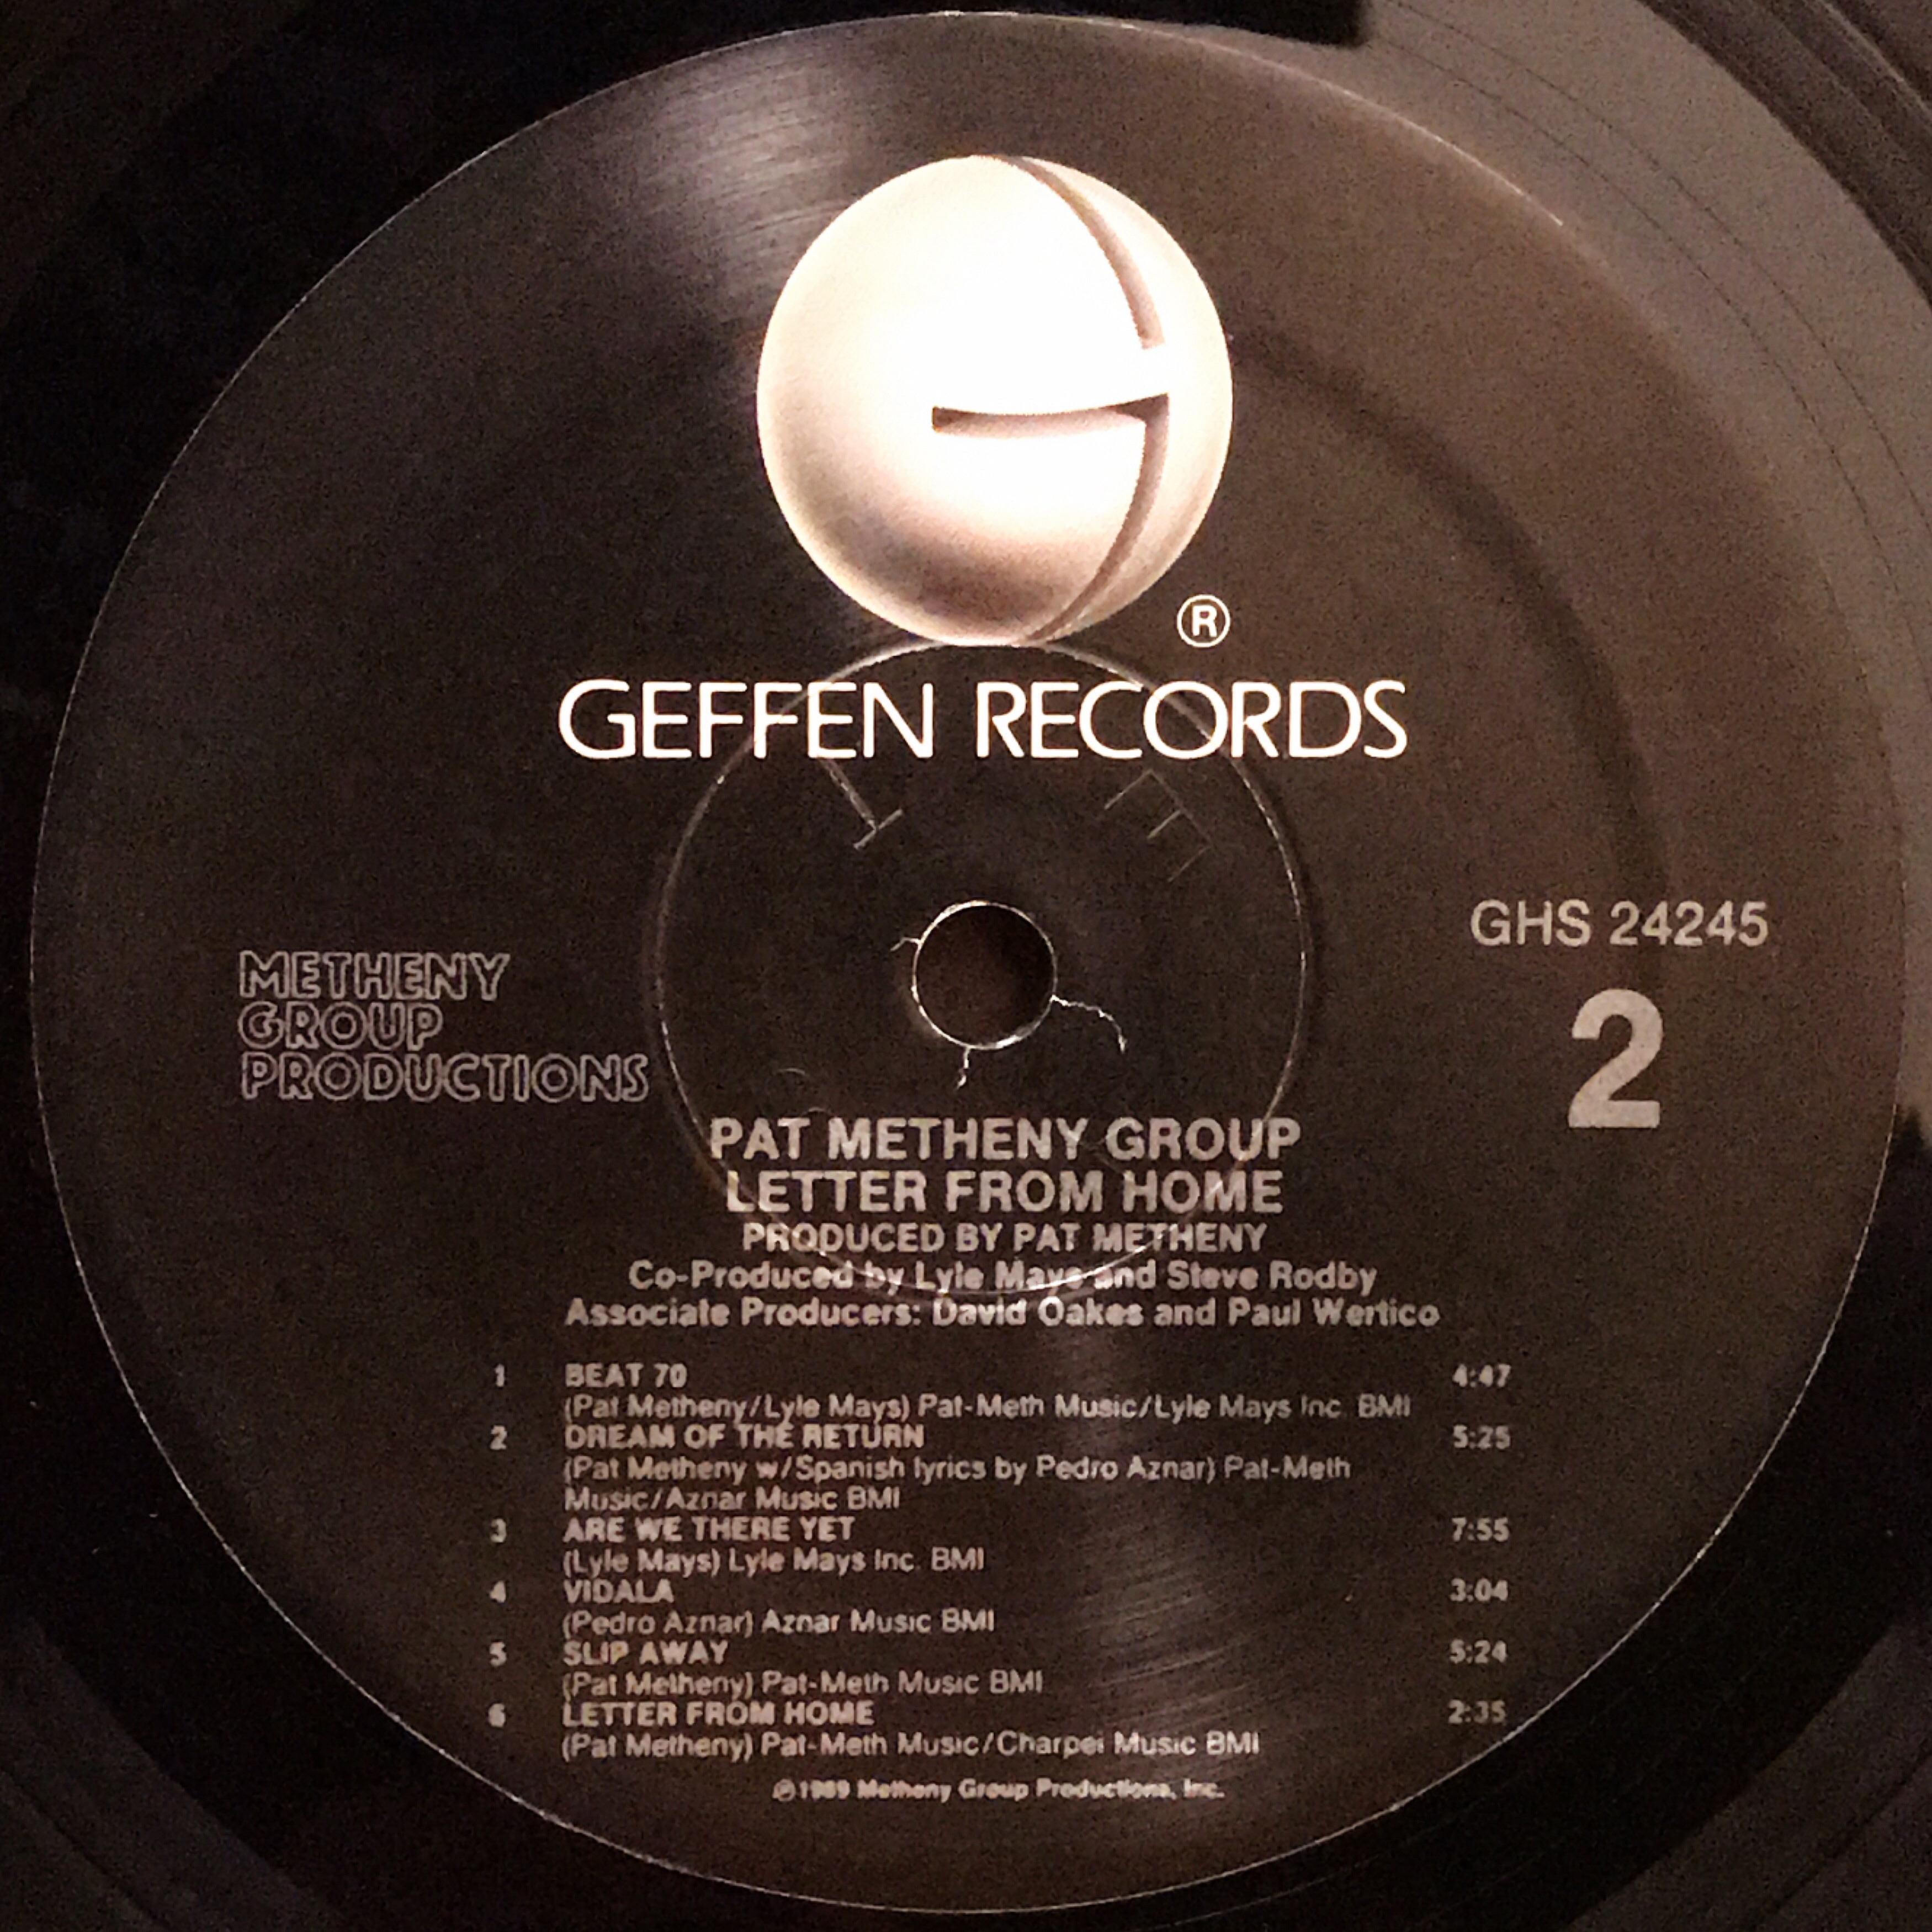 ®
GEFFEN RECORDS
GHS 24245
2
METHENY
GROUP
PRODUCTIONS
PAT METHENY GROUP
LETTER FROM HOME
PRODUCED BY PAT METHENY
Co-Produced by Lyle Mays and Steve Rodby
Associate Producers: David Oakes and Paul Wertico
1 BEAT 70 4:47
(Pat Metheny/Lyle Mays) Pat-Meth Music/Lyle Mays Inc. BMI
2 DREAM OF THE RETURN 5:25
(Pat Metheny w/Spanish lyrics by Pedro Aznar) Pat-Meth
Music/Aznar Music BMI
3 ARE WE THERE YET 7:55
(Lyle Mays) Lyle Mays Inc. BMI
4 VIDALA 3:04
(Pedro Aznar) Aznar Music BMI
5 SLIP AWAY 5:24
(Pat Metheny) Pat-Meth Music BMI
6 LETTER FROM HOME 2:35
(Pat Metheny) Pat-Meth Music/Charpei Music BMI
℗1989 Metheny Group Productions, Inc.